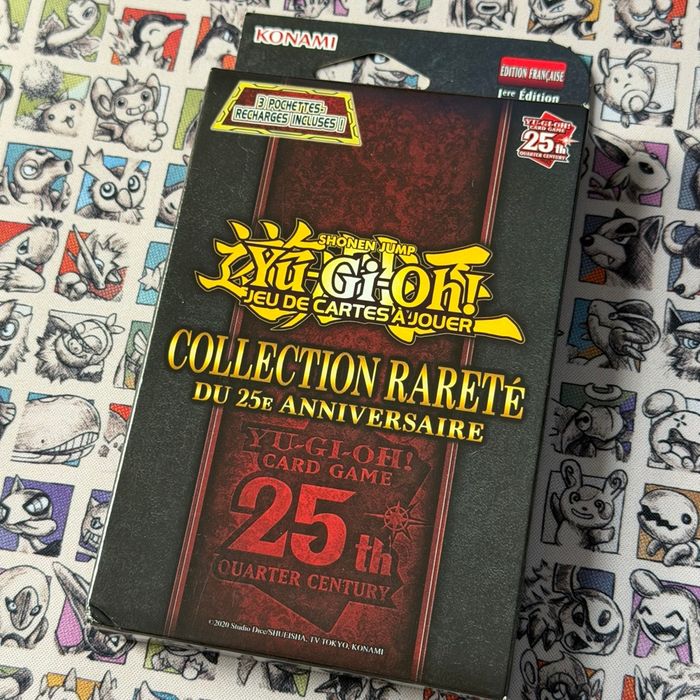 KONAMI
ÉDITION FRANÇAISE
1ere Édition
3 POCHETTES
RECHARGES INCLUSES !
YU-GI-OH!
CARD GAME
25th
QUARTER CENTURY
SHONEN JUMP
Yu-Gi-Oh!
JEU DE CARTES À JOUER
COLLECTION RARETÉ
DU 25E ANNIVERSAIRE
YU-GI-OH!
CARD GAME
25th
QUARTER CENTURY
©2020 Studio Dice/SHUEISHA, TV TOKYO, KONAMI